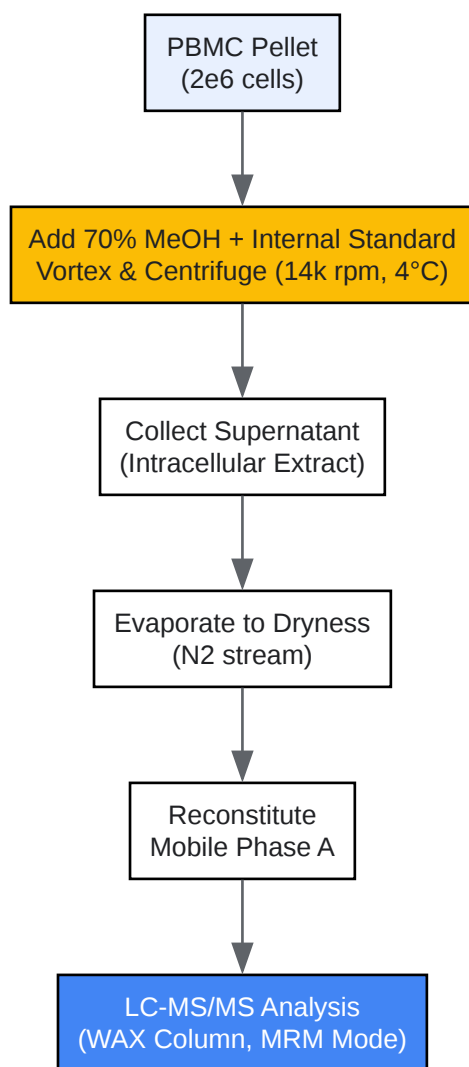 PBMC Pellet
(2e6 cells)
Add 70% MeOH + Internal Standard
Vortex & Centrifuge (14k rpm, 4°C)
Collect Supernatant
(Intracellular Extract)
Evaporate to Dryness
(N2 stream)
Reconstitute
Mobile Phase A
LC-MS/MS Analysis
(WAX Column, MRM Mode)